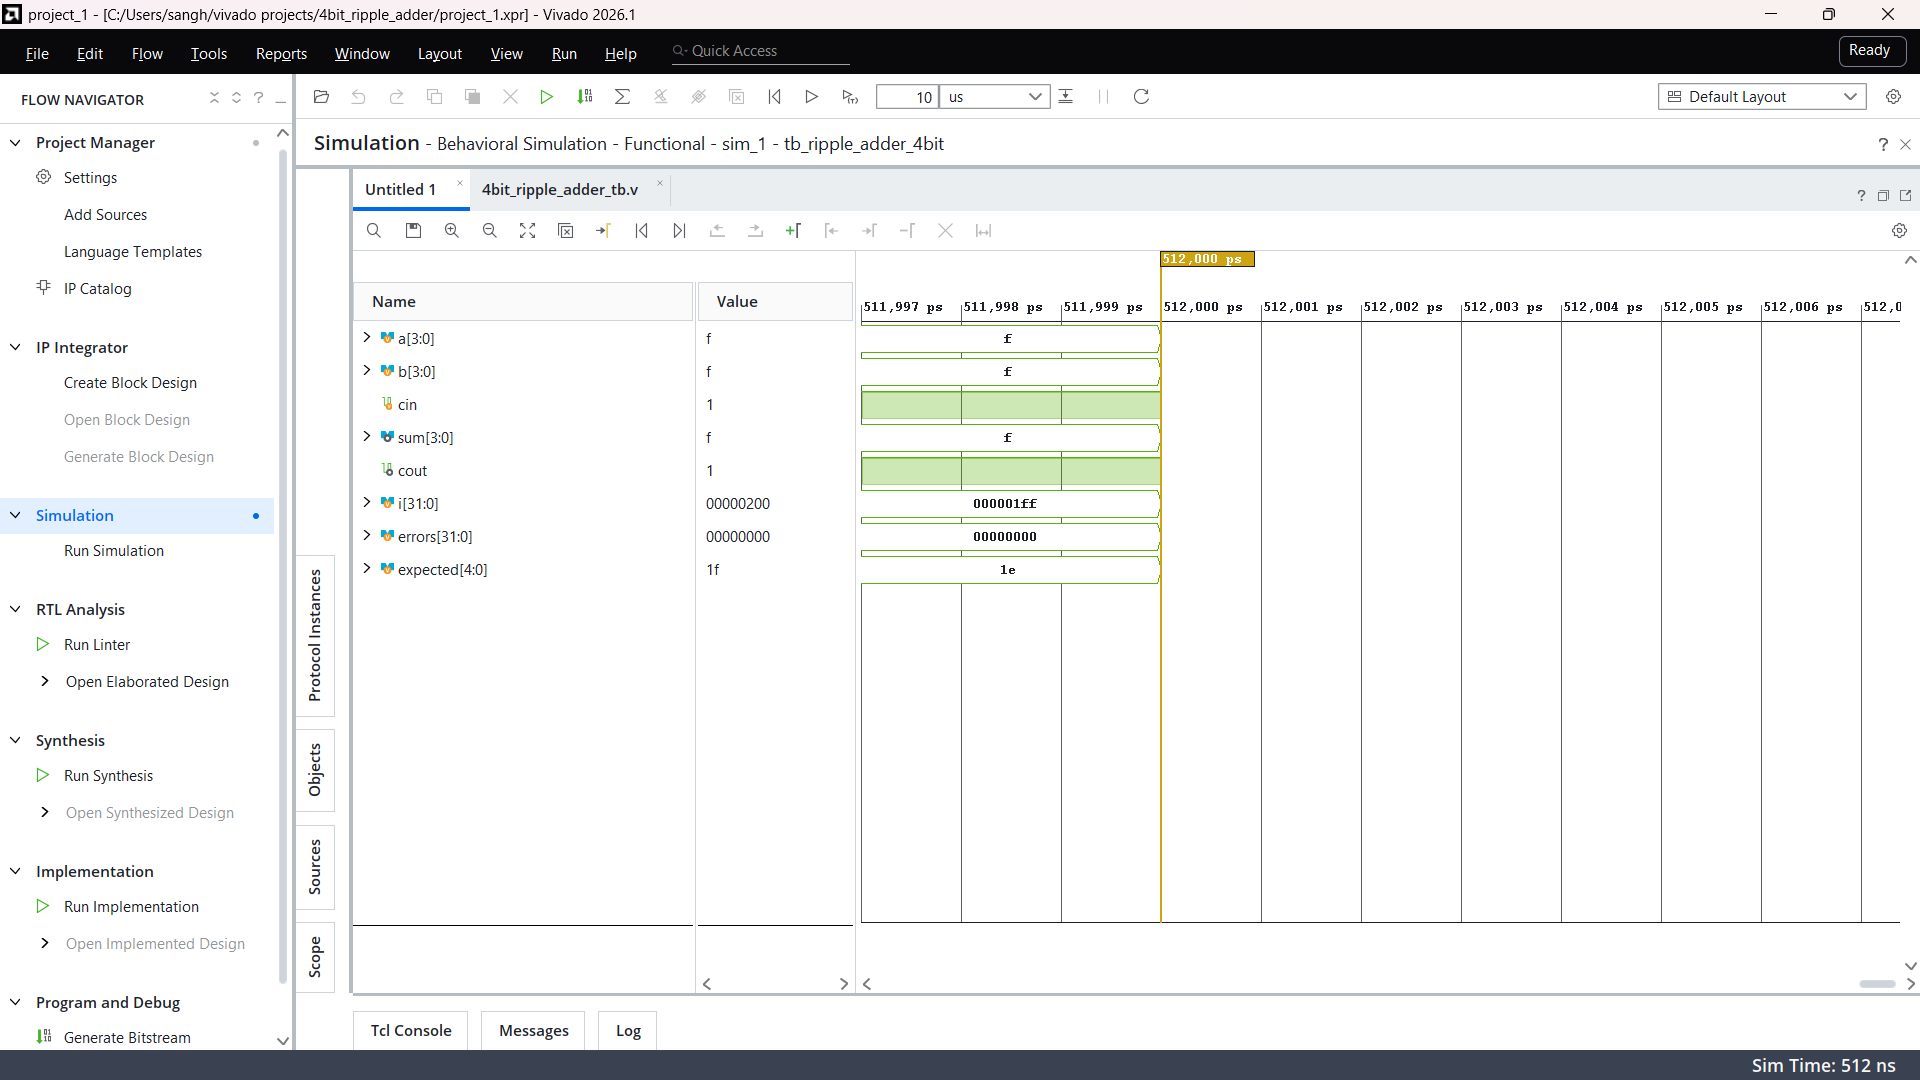 project_1 - [C:/Users/sangh/vivado projects/4bit_ripple_adder/project_1.xpr] - Vivado 2026.1
File Edit Flow Tools Reports Window Layout View Run Help Quick Access Ready
FLOW NAVIGATOR
10 us
Default Layout
Simulation - Behavioral Simulation - Functional - sim_1 - tb_ripple_adder_4bit
Project Manager
Settings
Add Sources
Language Templates
IP Catalog
IP Integrator
Create Block Design
Open Block Design
Generate Block Design
Simulation
Run Simulation
RTL Analysis
Run Linter
Open Elaborated Design
Synthesis
Run Synthesis
Open Synthesized Design
Implementation
Run Implementation
Open Implemented Design
Program and Debug
Generate Bitstream
Protocol Instances
Objects
Sources
Scope
Untitled 1
4bit_ripple_adder_tb.v
512,000 ps
Name Value
511,997 ps 511,998 ps 511,999 ps 512,000 ps 512,001 ps 512,002 ps 512,003 ps 512,004 ps 512,005 ps 512,006 ps 512,0
a[3:0] f f
b[3:0] f f
cin 1
sum[3:0] f f
cout 1
i[31:0] 00000200 000001ff
errors[31:0] 00000000 00000000
expected[4:0] 1f 1e
Tcl Console Messages Log
Sim Time: 512 ns